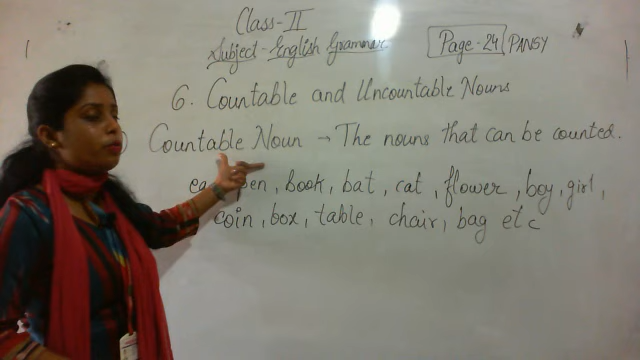 Class-II
Subject-English Grammar
Page-24 PANSY
6. Countable and Uncountable Nouns
Countable Noun → The nouns that can be counted.
eg pen, book, bat, cat, flower, boy, girl,
coin, box, table, chair, bag etc